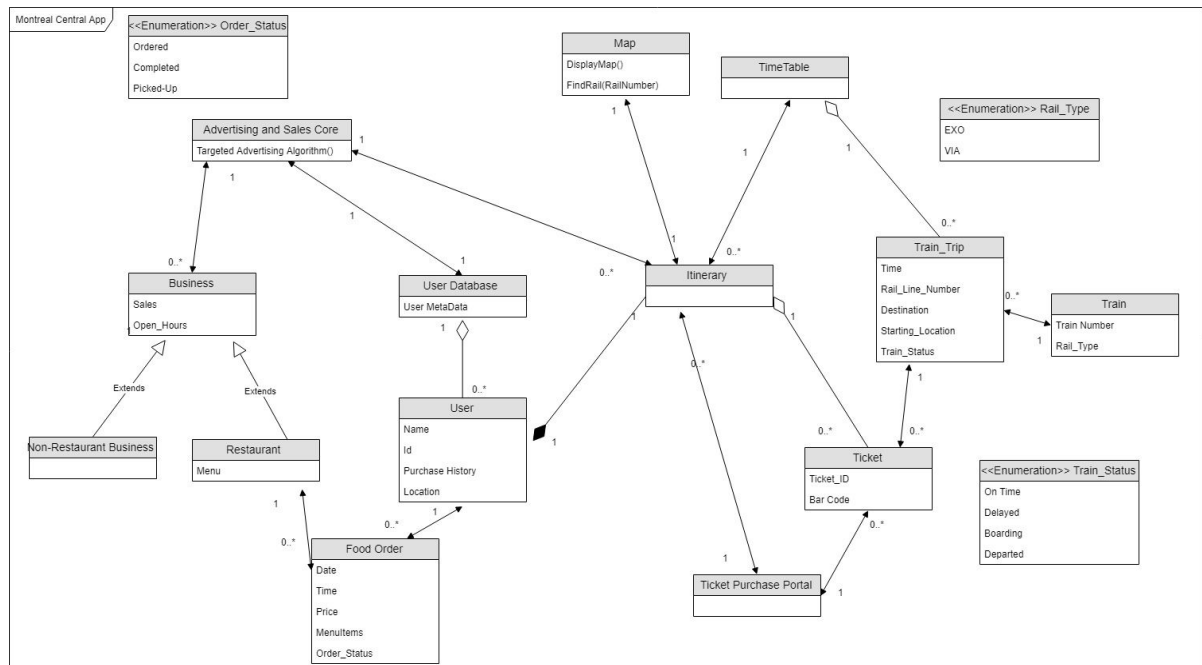 Montreal Central App
<<Enumeration>> Order_Status
Ordered
Completed
Picked-Up
Map
DisplayMap()
FindRail(RailNumber)
TimeTable
<<Enumeration>> Rail_Type
EXO
VIA
Advertising and Sales Core
Targeted Advertising Algorithm()
1
1
1
1
1
1
0..*
1
1
0..*
0..*
0..*
Business
Sales
Open_Hours
1
User Database
User MetaData
1
Itinerary
1
1
0..*
Train_Trip
Time
Rail_Line_Number
Destination
Starting_Location
Train_Status
0..*
1
Train
Train Number
Rail_Type
Extends
Extends
0..*
1
1
0..*
0..*
User
Name
Id
Purchase History
Location
1
Non-Restaurant Business
Restaurant
Menu
Ticket
Ticket_ID
Bar Code
<<Enumeration>> Train_Status
On Time
Delayed
Boarding
Departed
1
0..*
0..*
1
0..*
Food Order
Date
Time
Price
MenuItems
Order_Status
1
Ticket Purchase Portal
1